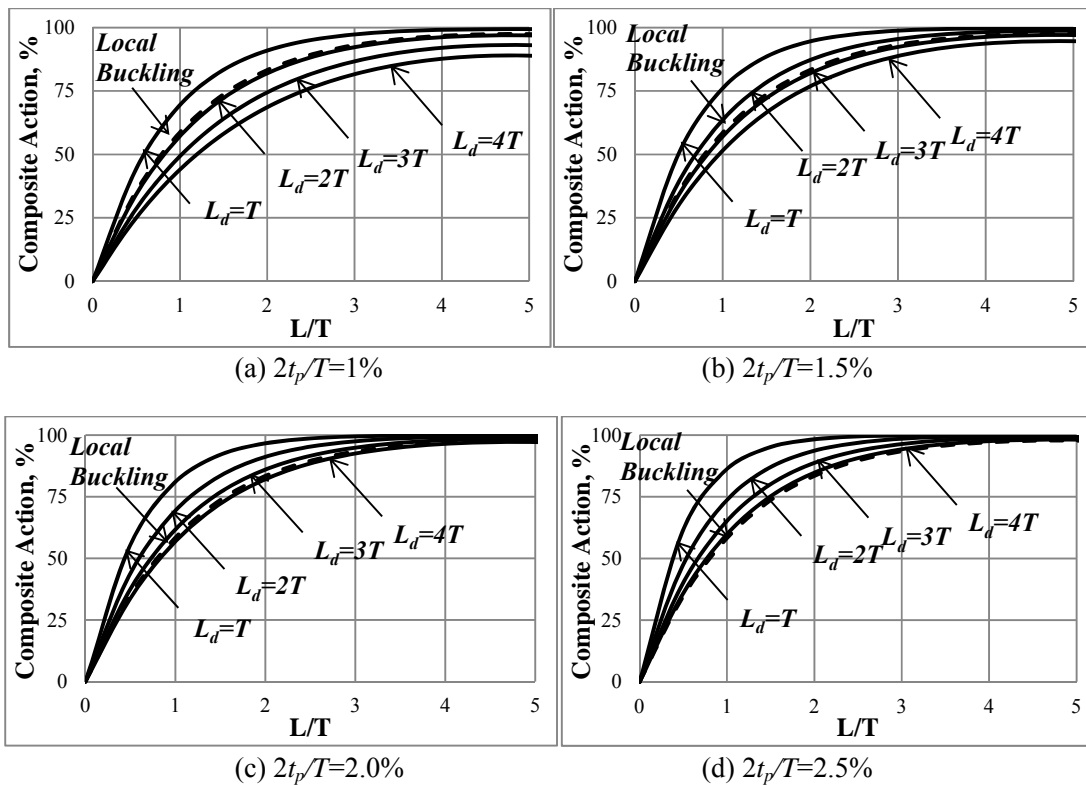 100
75
50
25
0
Composite Action, %
Local
Buckling
L_d=T
L_d=2T
L_d=3T
L_d=4T
0 1 2 3 4 5
L/T
(a) 2t_p/T=1%
100
75
50
25
0
Composite Action, %
Local
Buckling
L_d=T
L_d=2T
L_d=3T
L_d=4T
0 1 2 3 4 5
L/T
(b) 2t_p/T=1.5%
100
75
50
25
0
Composite Action, %
Local
Buckling
L_d=T
L_d=2T
L_d=3T
L_d=4T
0 1 2 3 4 5
L/T
(c) 2t_p/T=2.0%
100
75
50
25
0
Composite Action, %
Local
Buckling
L_d=T
L_d=2T
L_d=3T
L_d=4T
0 1 2 3 4 5
L/T
(d) 2t_p/T=2.5%